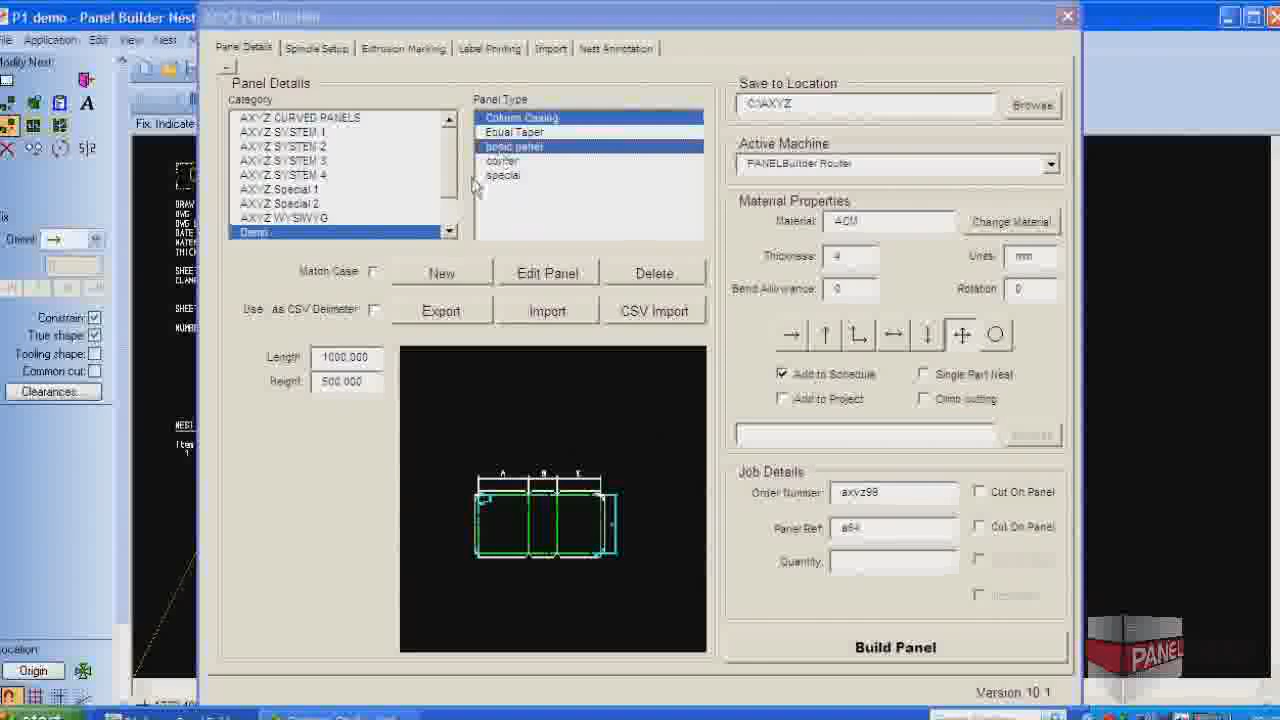 P1 demo - Panel Builder Nest
File Application Edit View Nest
Modify Nest
Fix: Indicate
Panel Details Spindle Setup Extrusion Marking Label Printing Import Nest Annotation
Panel Details
Category
AXYZ CURVED PANELS
AXYZ SYSTEM 1
AXYZ SYSTEM 2
AXYZ SYSTEM 3
AXYZ SYSTEM 4
AXYZ Special 1
AXYZ Special 2
AXYZ WYSIWYG
Demo
Panel Type
Column Casing
Equal Taper
basic panel
corner
special
Match Case
New
Edit Panel
Delete
Use as CSV Delimeter
Export
Import
CSV Import
Length: 1000.000
Height: 500.000
A B
Save to Location
C:\AXYZ
Browse
Active Machine
PANELBuilder Router
Material Properties
Material: ACM
Change Material
Thickness: 4
Units: mm
Bend Allowance: 0
Rotation 0
Add to Schedule
Single Part Nest
Add to Project
Climb cutting
Job Details
Order Number: axyz98
Cut On Panel
Panel Ref: a64
Cut On Panel
Quantity:
Build Panel
Version 10.1
Constrain:
True shape:
Tooling shape:
Common cut:
Clearances...
Origin
PANEL
start